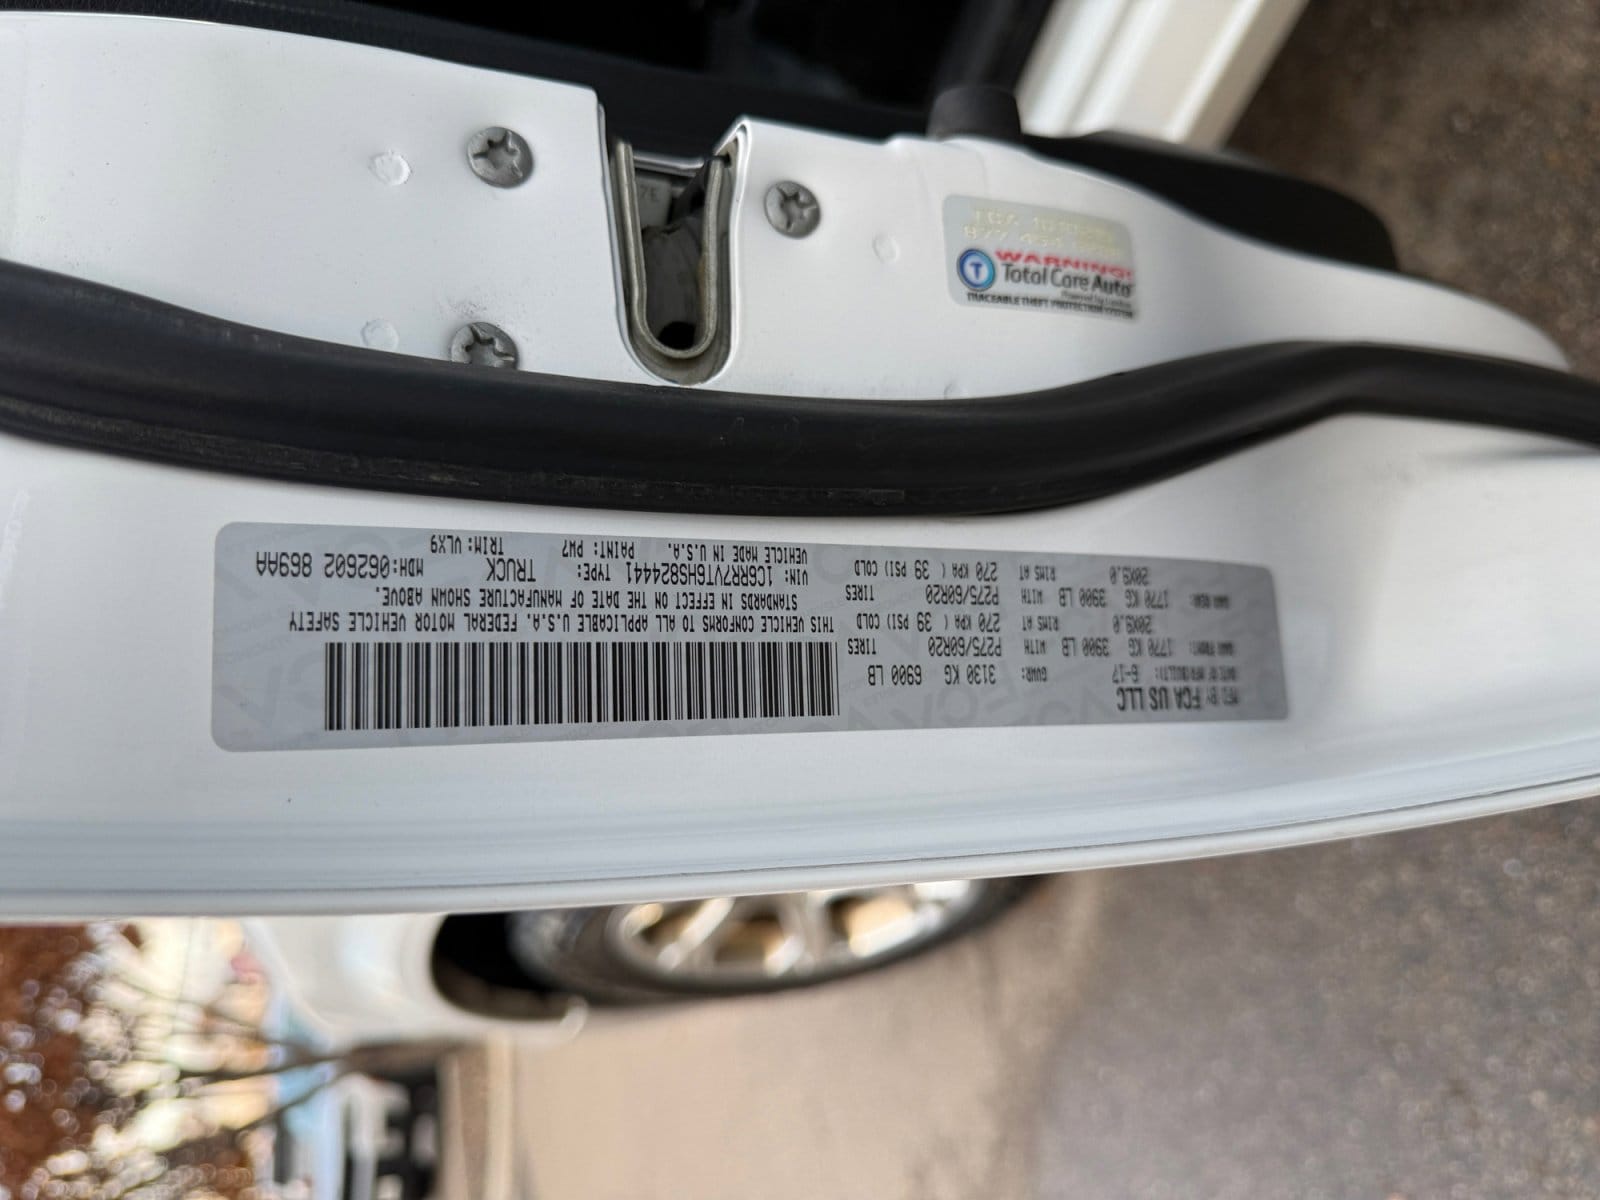 WARNING!
T Total Care Auto
TRACEABLE THEFT PROTECTION SYSTEM
MFD BY FCA US LLC
DATE OF MFR (BUILT): 6-17 GVWR: 3130 KG 6900 LB
GAWR FRONT: 1770 KG 3900 LB WITH P275/60R20 TIRES
20X9.0 RIMS AT 270 KPA ( 39 PSI) COLD
GAWR REAR: 1770 KG 3900 LB WITH P275/60R20 TIRES
20X9.0 RIMS AT 270 KPA ( 39 PSI) COLD
THIS VEHICLE CONFORMS TO ALL APPLICABLE U.S.A. FEDERAL MOTOR VEHICLE SAFETY
STANDARDS IN EFFECT ON THE DATE OF MANUFACTURE SHOWN ABOVE.
VIN: 1C6RR7VT6HS824441 TYPE: TRUCK MDH:062602 869AA
VEHICLE MADE IN U.S.A. PAINT: PW7 TRIM: VLX9